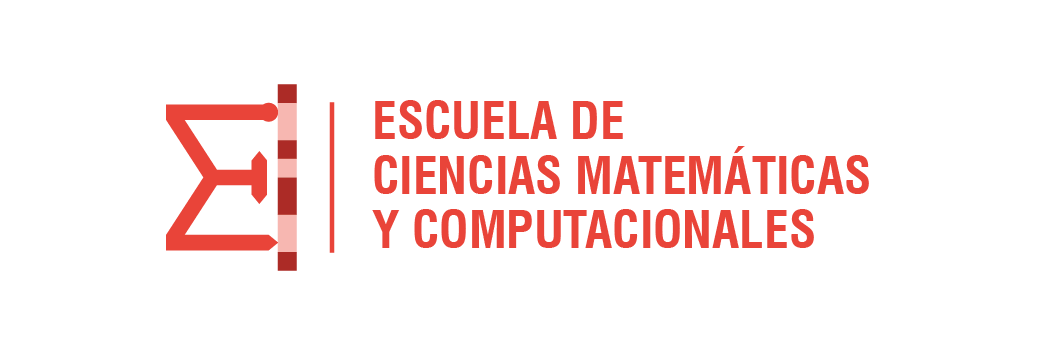 ESCUELA DE
CIENCIAS MATEMÁTICAS
Y COMPUTACIONALES